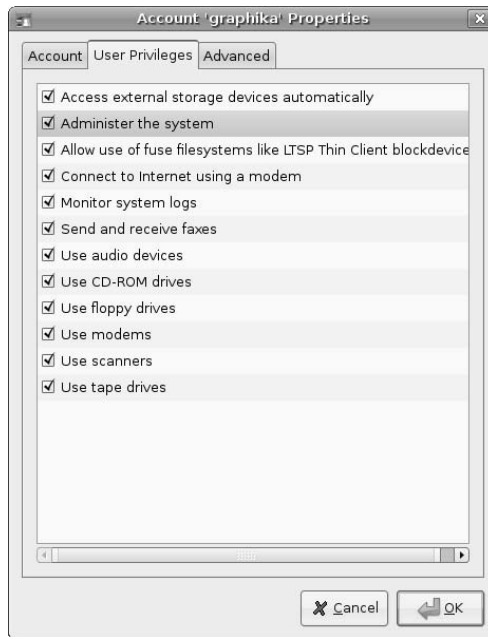 Account 'graphika' Properties
Account User Privileges Advanced
Access external storage devices automatically
Administer the system
Allow use of fuse filesystems like LTSP Thin Client blockdevice
Connect to Internet using a modem
Monitor system logs
Send and receive faxes
Use audio devices
Use CD-ROM drives
Use floppy drives
Use modems
Use scanners
Use tape drives
Cancel OK